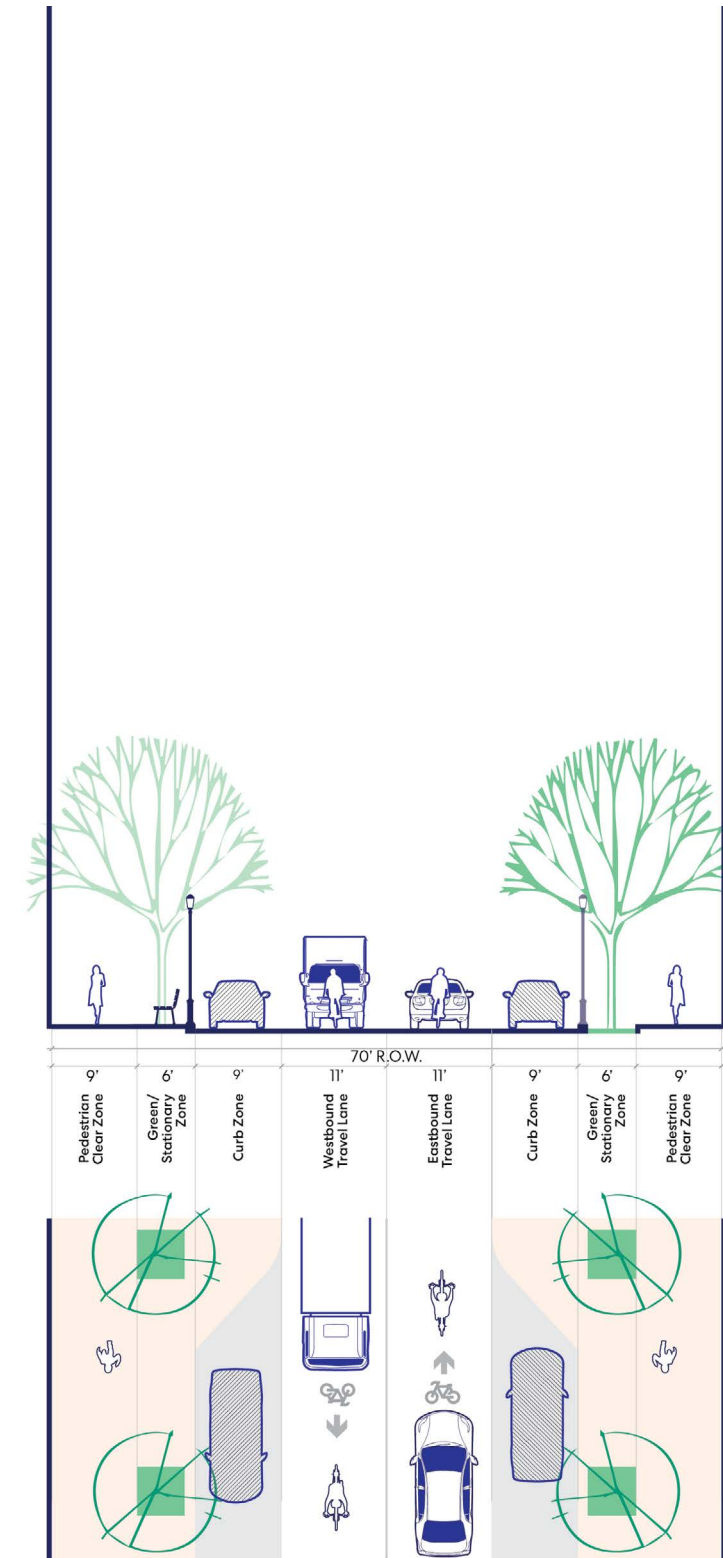 70' R.O.W.
9'
6'
9'
11'
11'
9'
6'
9'
Pedestrian
Clear Zone
Green/
Stationary
Zone
Curb Zone
Westbound
Travel Lane
Eastbound
Travel Lane
Curb Zone
Green/
Stationary
Zone
Pedestrian
Clear Zone